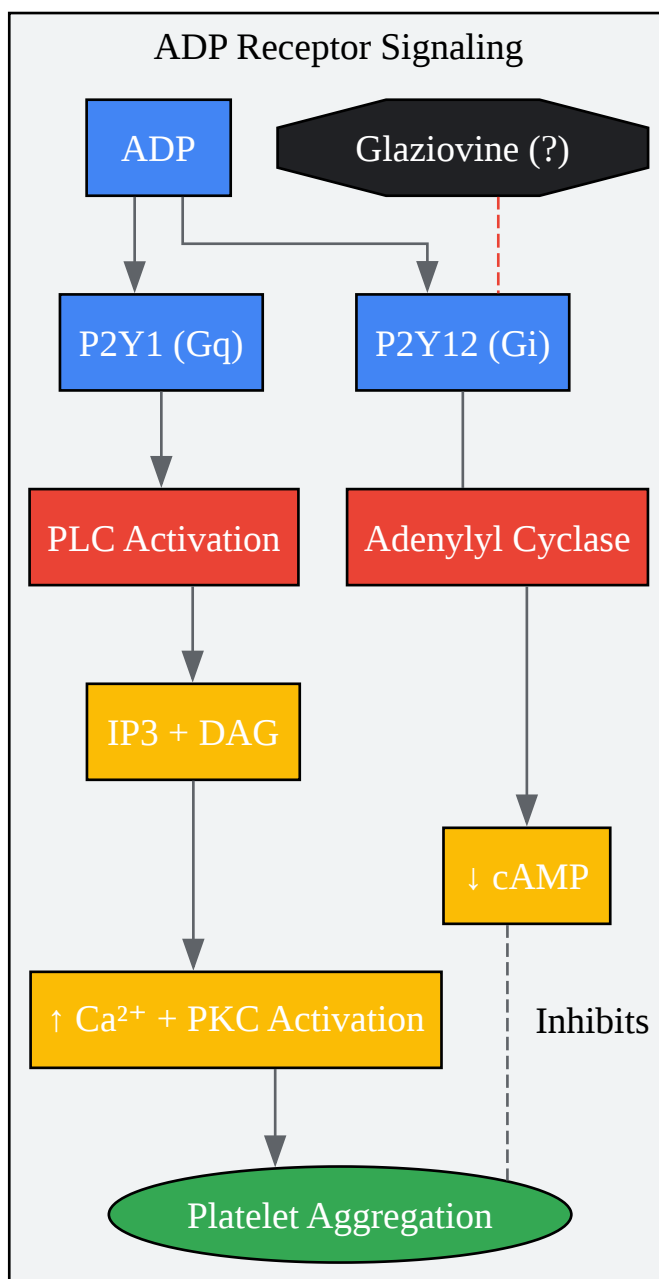 ADP Receptor Signaling
ADP
Glaziovine (?)
P2Y1 (Gq)
P2Y12 (Gi)
PLC Activation
Adenylyl Cyclase
IP3 + DAG
↓ cAMP
↑ Ca²⁺ + PKC Activation
Inhibits
Platelet Aggregation